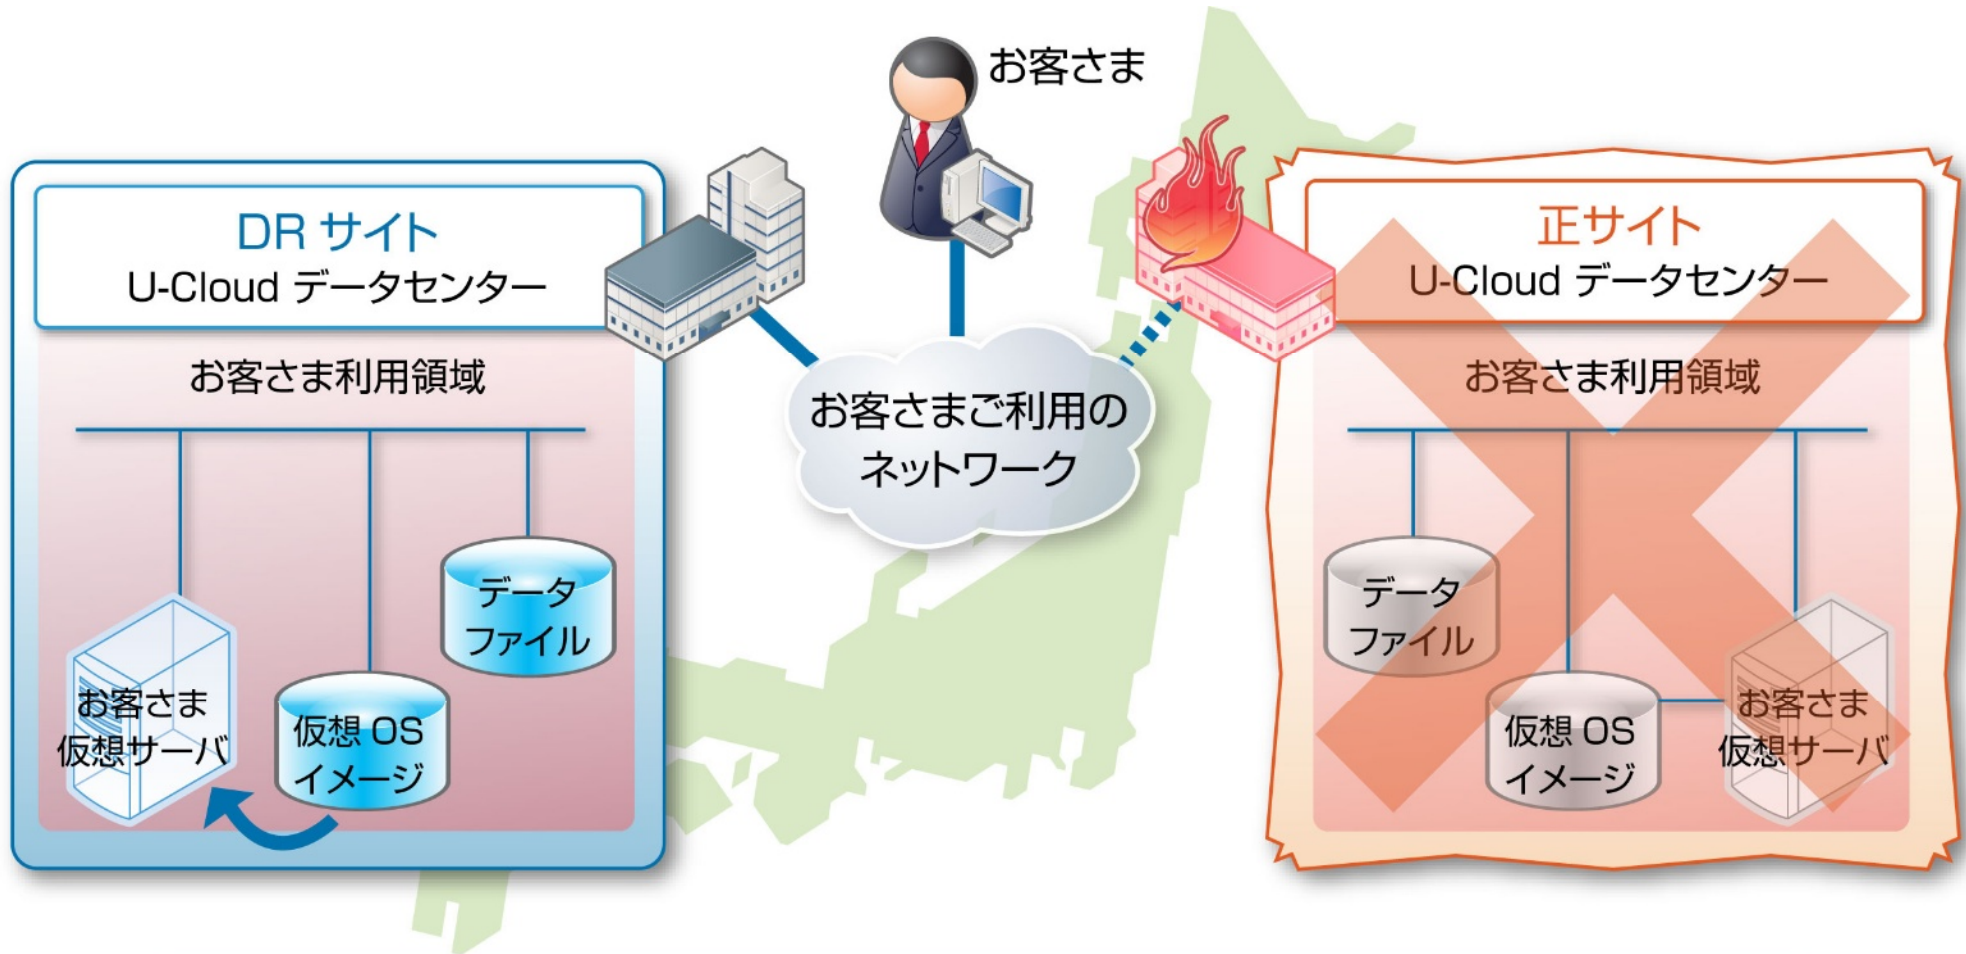 お客さま
DR サイト
U-Cloud データセンター
お客さま利用領域
データ
ファイル
お客さま
仮想サーバ
仮想 OS
イメージ
お客さまご利用の
ネットワーク
正サイト
U-Cloud データセンター
お客さま利用領域
データ
ファイル
仮想 OS
イメージ
お客さま
仮想サーバ